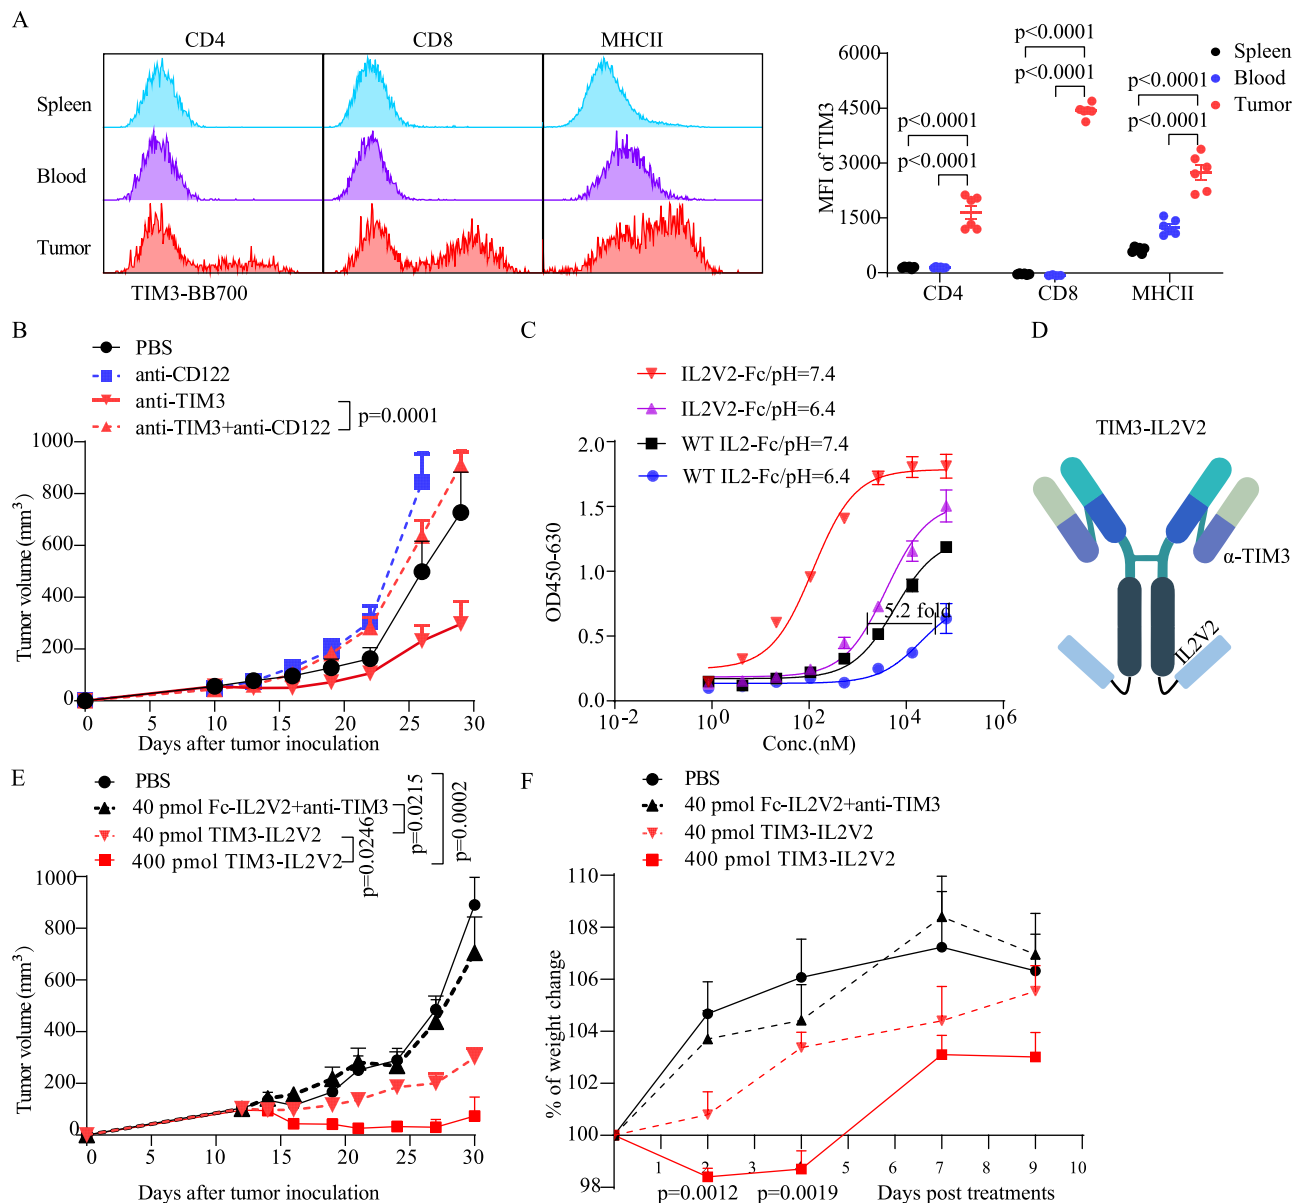 A
CD4 CD8 MHCII
Spleen
Blood
Tumor
TIM3-BB700
MFI of TIM3
6000
4500
3000
1500
0
p<0.0001
p<0.0001
p<0.0001
p<0.0001
p<0.0001
p<0.0001
CD4 CD8 MHCII
Spleen
Blood
Tumor
B
PBS
anti-CD122
anti-TIM3
anti-TIM3+anti-CD122
p=0.0001
Tumor volume (mm³)
1000
800
600
400
200
0
0 5 10 15 20 25 30
Days after tumor inoculation
C
IL2V2-Fc/pH=7.4
IL2V2-Fc/pH=6.4
WT IL2-Fc/pH=7.4
WT IL2-Fc/pH=6.4
OD450-630
2.0
1.5
1.0
0.5
0.0
5.2 fold
10⁻² 10⁰ 10² 10⁴ 10⁶
Conc.(nM)
D
TIM3-IL2V2
α-TIM3
IL2V2
E
PBS
40 pmol Fc-IL2V2+anti-TIM3
40 pmol TIM3-IL2V2
400 pmol TIM3-IL2V2
p=0.0246
p=0.0215
p=0.0002
Tumor volume (mm³)
1000
800
600
400
200
0
0 5 10 15 20 25 30
Days after tumor inoculation
F
PBS
40 pmol Fc-IL2V2+anti-TIM3
40 pmol TIM3-IL2V2
400 pmol TIM3-IL2V2
% of weight change
110
108
106
104
102
100
98
1 2 3 4 5 6 7 8 9 10
p=0.0012 p=0.0019 Days post treatments